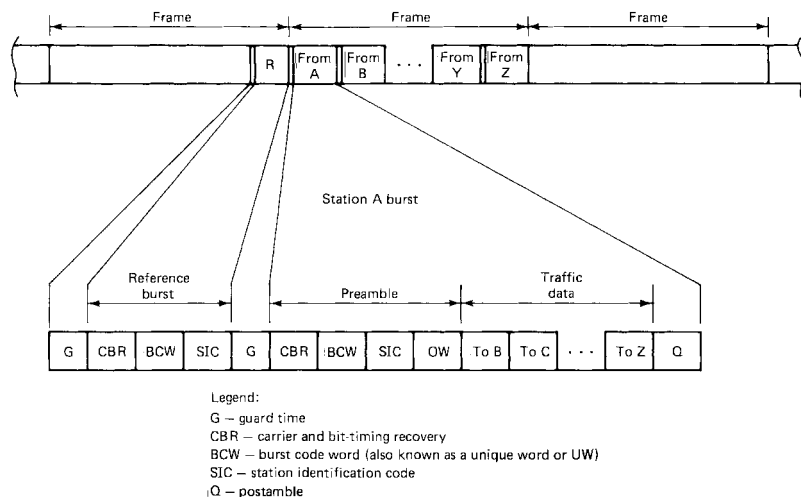 Frame Frame Frame
R From A From B · · · From Y From Z
Station A burst
Reference burst
Preamble
Traffic data
G CBR BCW SIC G CBR BCW SIC OW To B To C · · · To Z Q
Legend:
G – guard time
CBR – carrier and bit-timing recovery
BCW – burst code word (also known as a unique word or UW)
SIC – station identification code
Q – postamble